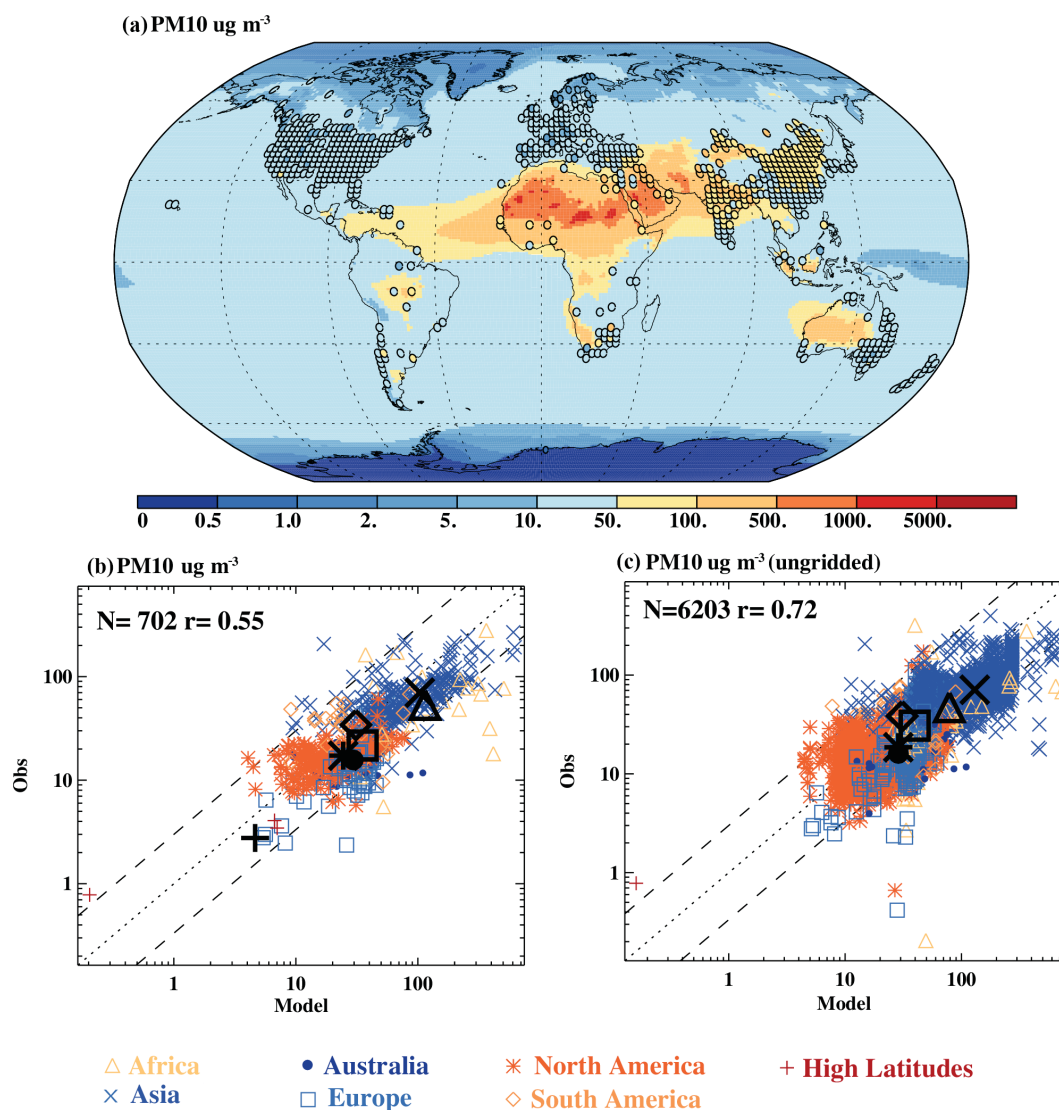 (a) PM10 ug m-3
0 0.5 1.0 2. 5. 10. 50. 100. 500. 1000. 5000.
(b) PM10 ug m-3
(c) PM10 ug m-3 (ungridded)
N= 702 r= 0.55
N=6203 r= 0.72
100
10
1
Obs
1 10 100
Model
100
10
1
Obs
1 10 100
Model
Africa
Australia
North America
High Latitudes
Asia
Europe
South America